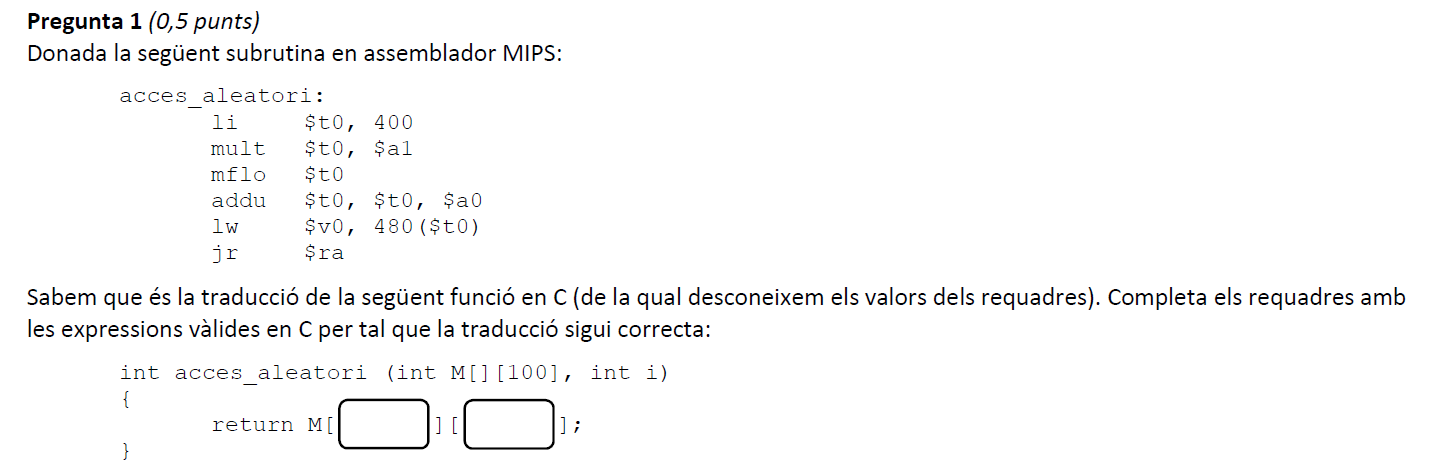 Pregunta 1 (0,5 punts)
Donada la següent subrutina en assemblador MIPS:
acces_aleatori:
li $t0, 400
mult $t0, $a1
mflo $t0
addu $t0, $t0, $a0
lw $v0, 480($t0)
jr $ra
Sabem que és la traducció de la següent funció en C (de la qual desconeixem els valors dels requadres). Completa els requadres amb
les expressions vàlides en C per tal que la traducció sigui correcta:
int acces_aleatori (int M[][100], int i)
{
return M[ ][ ];
}